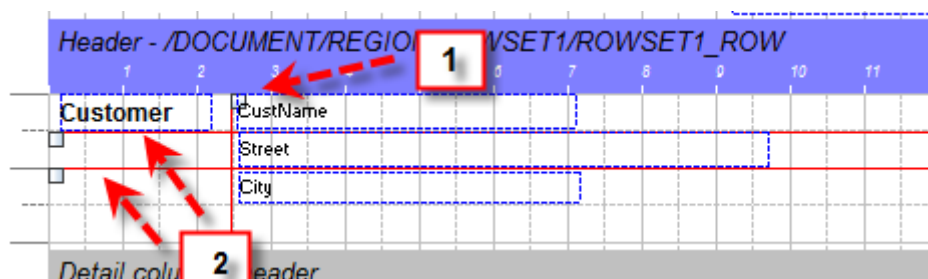 Header - /DOCUMENT/REGIO WSET1/ROWSET1_ROW
1
1 2 3 7 8 9 10 11
Customer CustName
Street
City
2
Detail colu eader